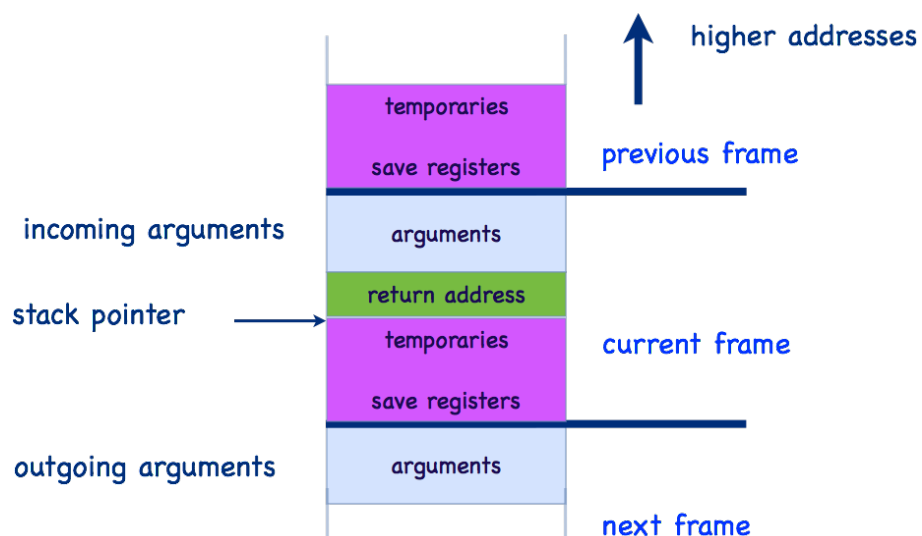 higher addresses
temporaries
previous frame
save registers
incoming arguments
arguments
return address
stack pointer
temporaries
current frame
save registers
outgoing arguments
arguments
next frame